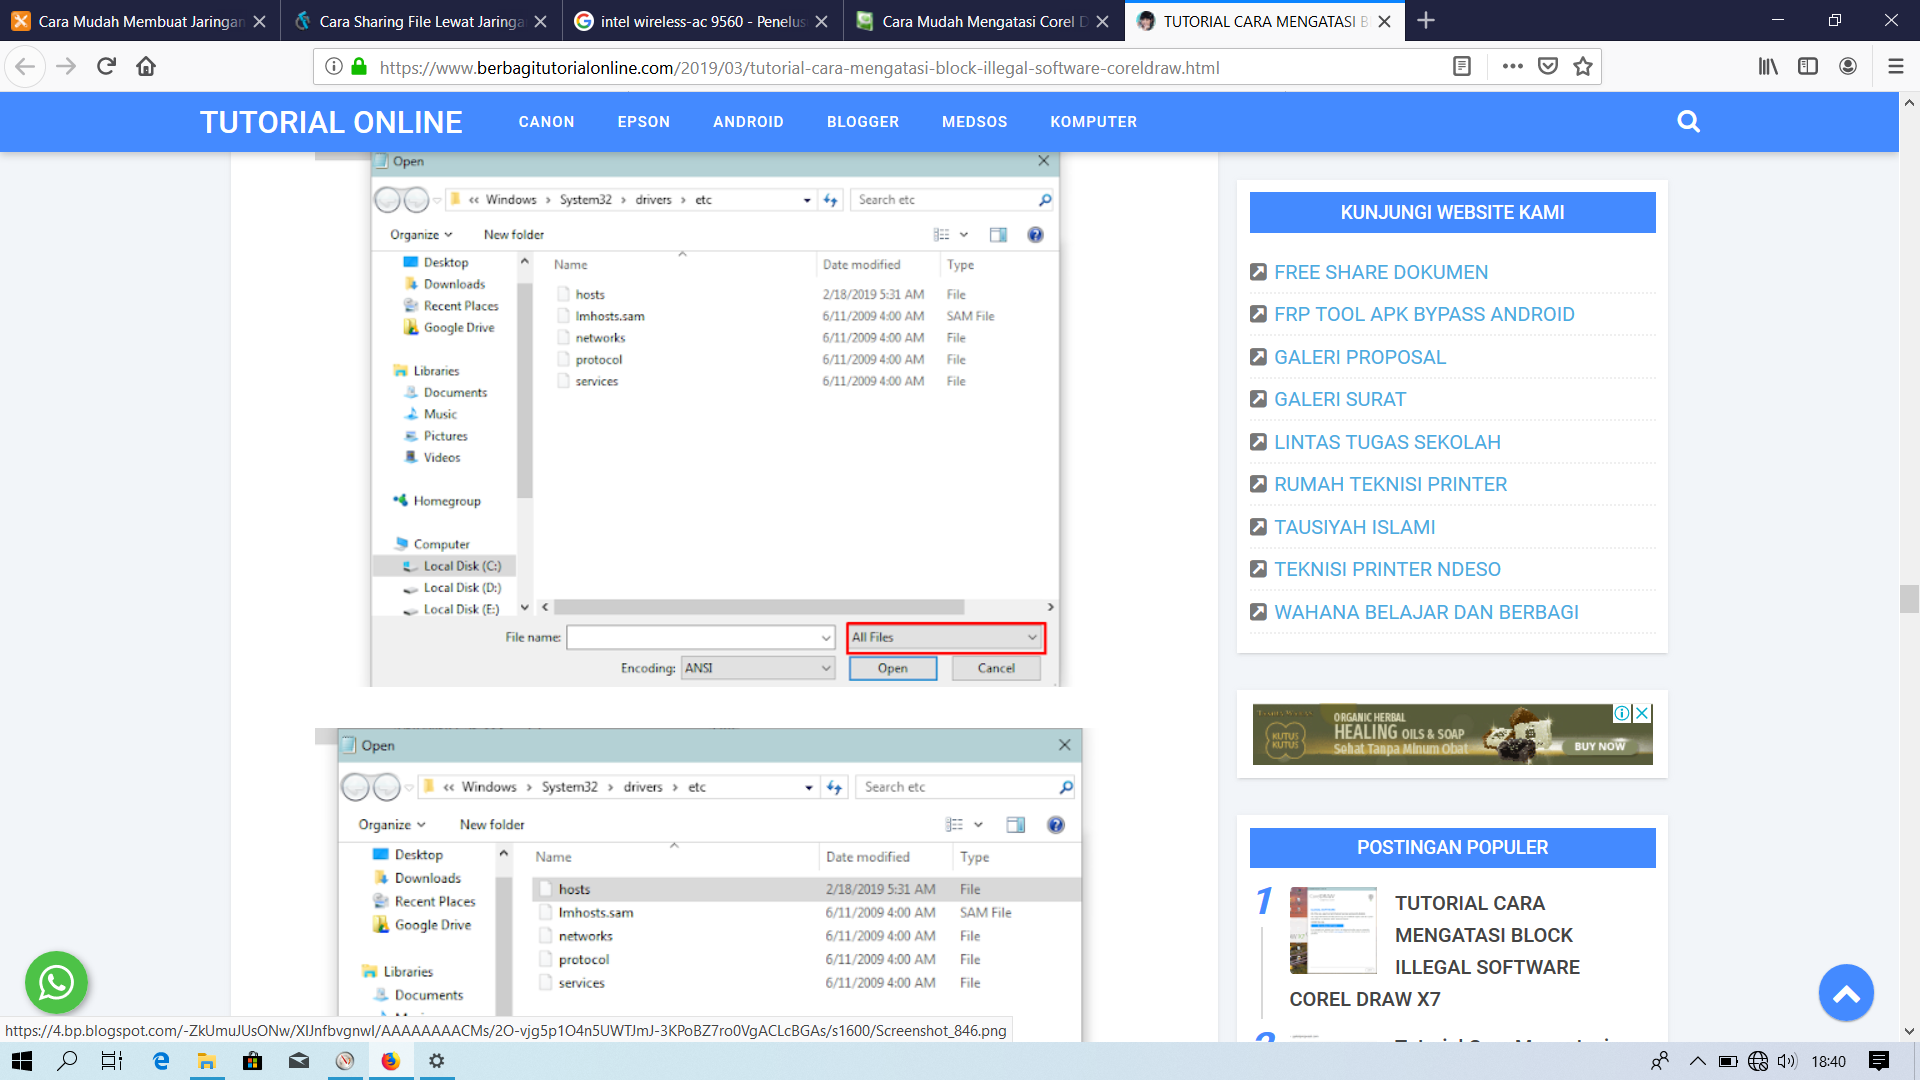 Cara Mudah Membuat Jaringan
Cara Sharing File Lewat Jaringa
intel wireless-ac 9560 - Penelus
Cara Mudah Mengatasi Corel D
TUTORIAL CARA MENGATASI B
https://www.berbagitutorialonline.com/2019/03/tutorial-cara-mengatasi-block-illegal-software-coreldraw.html
TUTORIAL ONLINE
CANON
EPSON
ANDROID
BLOGGER
MEDSOS
KOMPUTER
Open
« Windows › System32 › drivers › etc
Search etc
Organize
New folder
Name
Date modified
Type
Desktop
Downloads
Recent Places
Google Drive
Libraries
Documents
Music
Pictures
Videos
Homegroup
Computer
Local Disk (C:)
Local Disk (D:)
Local Disk (E:)
hosts 2/18/2019 5:31 AM File
lmhosts.sam 6/11/2009 4:00 AM SAM File
networks 6/11/2009 4:00 AM File
protocol 6/11/2009 4:00 AM File
services 6/11/2009 4:00 AM File
File name:
All Files
Encoding: ANSI
Open
Cancel
Open
« Windows › System32 › drivers › etc
Search etc
Organize
New folder
Name
Date modified
Type
Desktop
Downloads
Recent Places
Google Drive
Libraries
Documents
hosts 2/18/2019 5:31 AM File
lmhosts.sam 6/11/2009 4:00 AM SAM File
networks 6/11/2009 4:00 AM File
protocol 6/11/2009 4:00 AM File
services 6/11/2009 4:00 AM File
KUNJUNGI WEBSITE KAMI
FREE SHARE DOKUMEN
FRP TOOL APK BYPASS ANDROID
GALERI PROPOSAL
GALERI SURAT
LINTAS TUGAS SEKOLAH
RUMAH TEKNISI PRINTER
TAUSIYAH ISLAMI
TEKNISI PRINTER NDESO
WAHANA BELAJAR DAN BERBAGI
KUTUS KUTUS
ORGANIC HERBAL
HEALING OILS & SOAP
Sehat Tanpa Minum Obat
BUY NOW
POSTINGAN POPULER
1
TUTORIAL CARA
MENGATASI BLOCK
ILLEGAL SOFTWARE
COREL DRAW X7
2
https://4.bp.blogspot.com/-ZkUmuJUsONw/XIJnfbvgnwI/AAAAAAAACMs/2O-vjg5p1O4n5UWTJmJ-3KPoBZ7ro0VgACLcBGAs/s1600/Screenshot_846.png
18:40